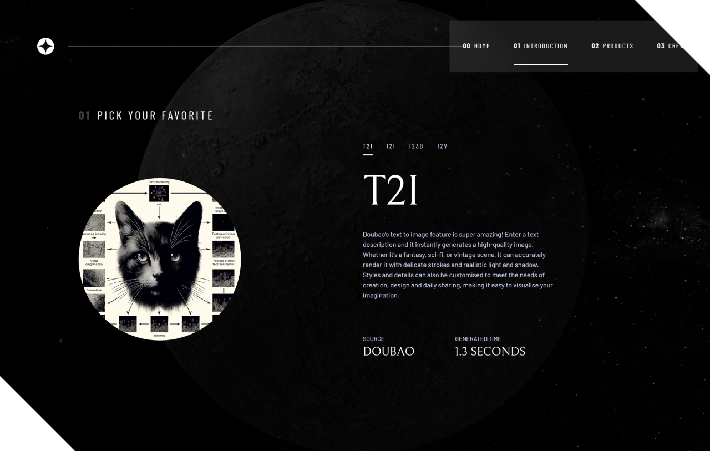 00 HOME
01 INTRODUCTION
02 PRODUCTS
03
01 PICK YOUR FAVORITE
T2I
I2I
I2V
T2I
Doubao's text to image feature is super amazing! Enter a text
description and it instantly generates a high-quality image.
Whether it's a fantasy, sci-fi, or vintage scene, it can accurately
render it with delicate strokes and realistic light and shadow.
Styles and details can also be customised to meet the needs of
creation, design and daily sharing, making it easy to visualise your
imagination.
SOURCE
GENERATED TIME
DOUBAO
1.3 SECONDS